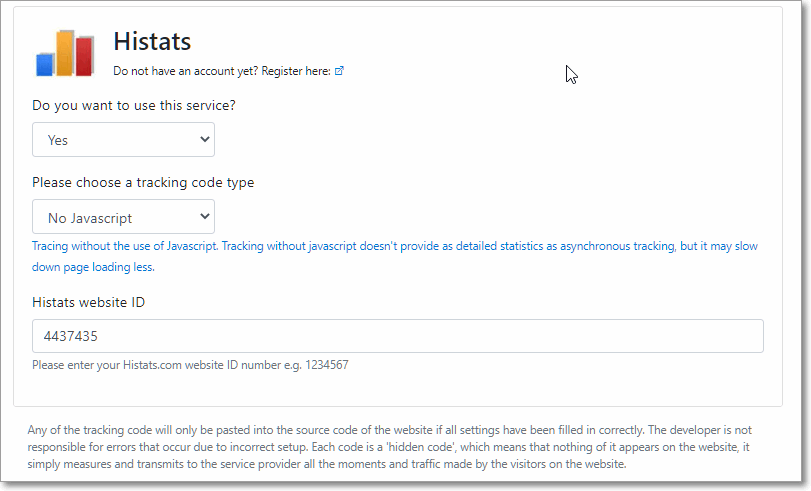 Histats
Do not have an account yet? Register here:
Do you want to use this service?
Yes
Please choose a tracking code type
No Javascript
Tracing without the use of Javascript. Tracking without javascript doesn't provide as detailed statistics as asynchronous tracking, but it may slow
down page loading less.
Histats website ID
4437435
Please enter your Histats.com website ID number e.g. 1234567
Any of the tracking code will only be pasted into the source code of the website if all settings have been filled in correctly. The developer is not
responsible for errors that occur due to incorrect setup. Each code is a 'hidden code', which means that nothing of it appears on the website, it
simply measures and transmits to the service provider all the moments and traffic made by the visitors on the website.